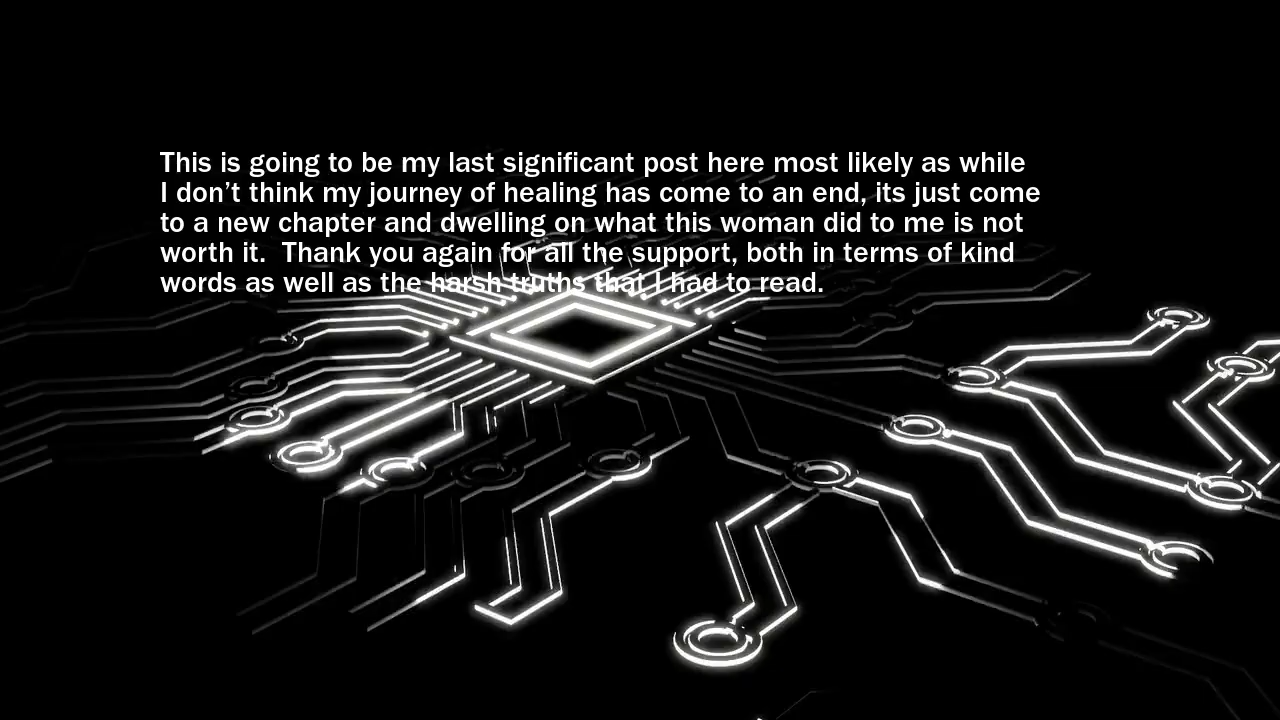 This is going to be my last significant post here most likely as while
I don’t think my journey of healing has come to an end, its just come
to a new chapter and dwelling on what this woman did to me is not
worth it.  Thank you again for all the support, both in terms of kind
words as well as the harsh truths that I had to read.